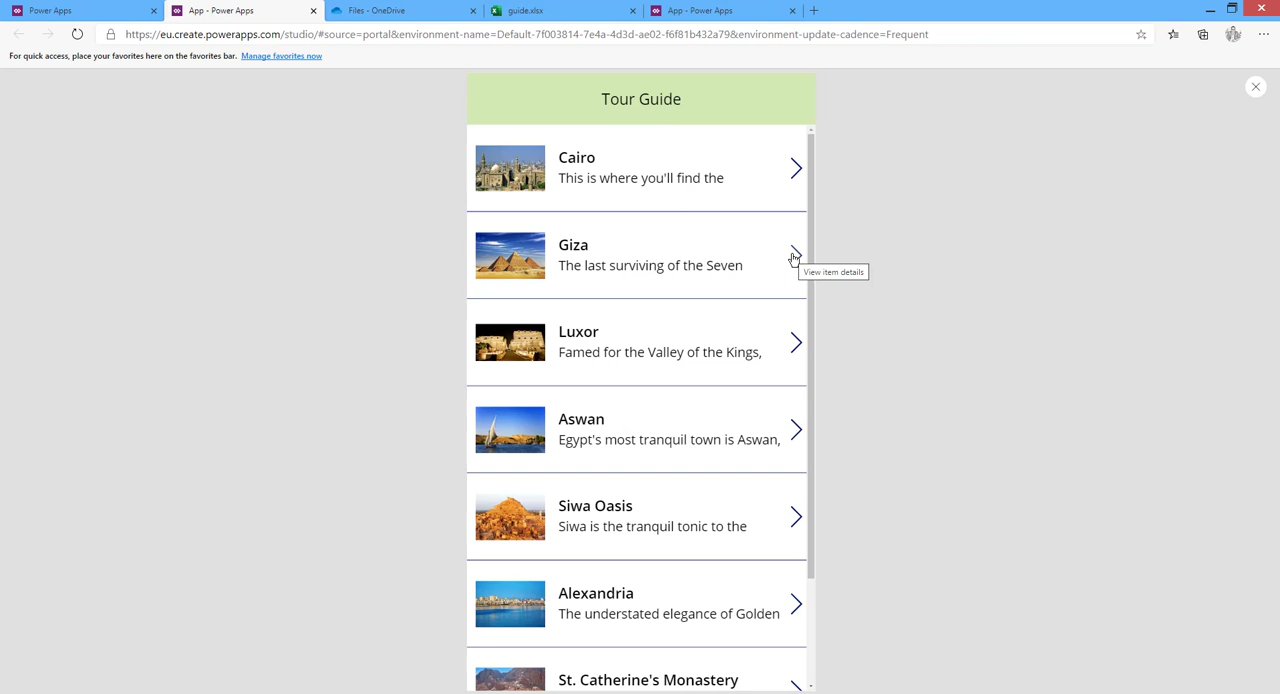 Power Apps
App - Power Apps
Files - OneDrive
guide.xlsx
App - Power Apps
https://eu.create.powerapps.com/studio/#source=portal&environment-name=Default-7f003814-7e4a-4d3d-ae02-f6f81b432a79&environment-update-cadence=Frequent
For quick access, place your favorites here on the favorites bar. Manage favorites now
Tour Guide
Cairo
This is where you'll find the
Giza
The last surviving of the Seven
View item details
Luxor
Famed for the Valley of the Kings,
Aswan
Egypt's most tranquil town is Aswan,
Siwa Oasis
Siwa is the tranquil tonic to the
Alexandria
The understated elegance of Golden
St. Catherine's Monastery